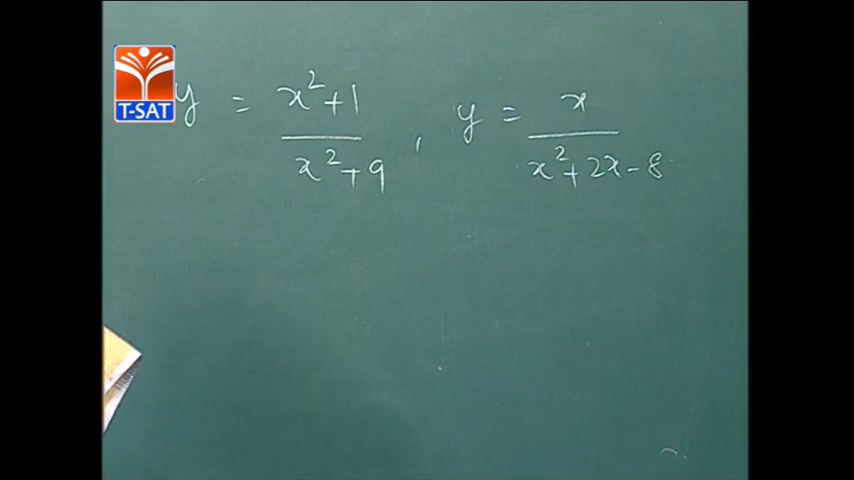 T-SAT
y = x²+1 / x²+9 , y = x / x²+2x-8